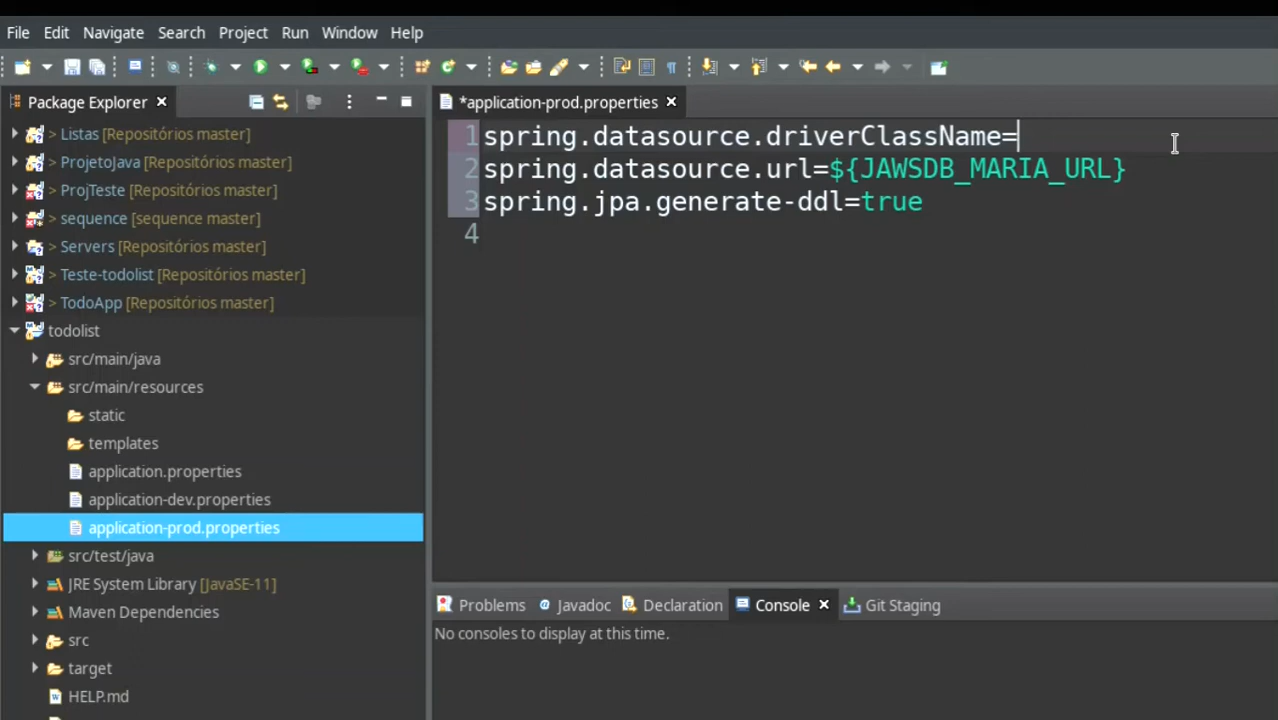 File Edit Navigate Search Project Run Window Help
Package Explorer
*application-prod.properties
> Listas [Repositórios master]
> ProjetoJava [Repositórios master]
> ProjTeste [Repositórios master]
> sequence [sequence master]
> Servers [Repositórios master]
> Teste-todolist [Repositórios master]
> TodoApp [Repositórios master]
todolist
src/main/java
src/main/resources
static
templates
application.properties
application-dev.properties
application-prod.properties
src/test/java
JRE System Library [JavaSE-11]
Maven Dependencies
src
target
HELP.md
1 spring.datasource.driverClassName=
2 spring.datasource.url=${JAWSDB_MARIA_URL}
3 spring.jpa.generate-ddl=true
4
Problems @ Javadoc Declaration Console Git Staging
No consoles to display at this time.